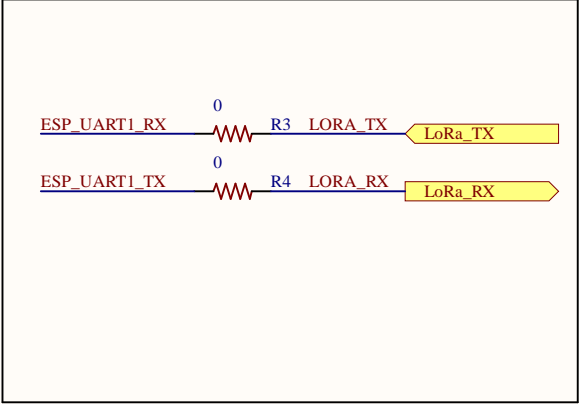 0
ESP_UART1_RX R3 LORA_TX LoRa_TX
0
ESP_UART1_TX R4 LORA_RX LoRa_RX